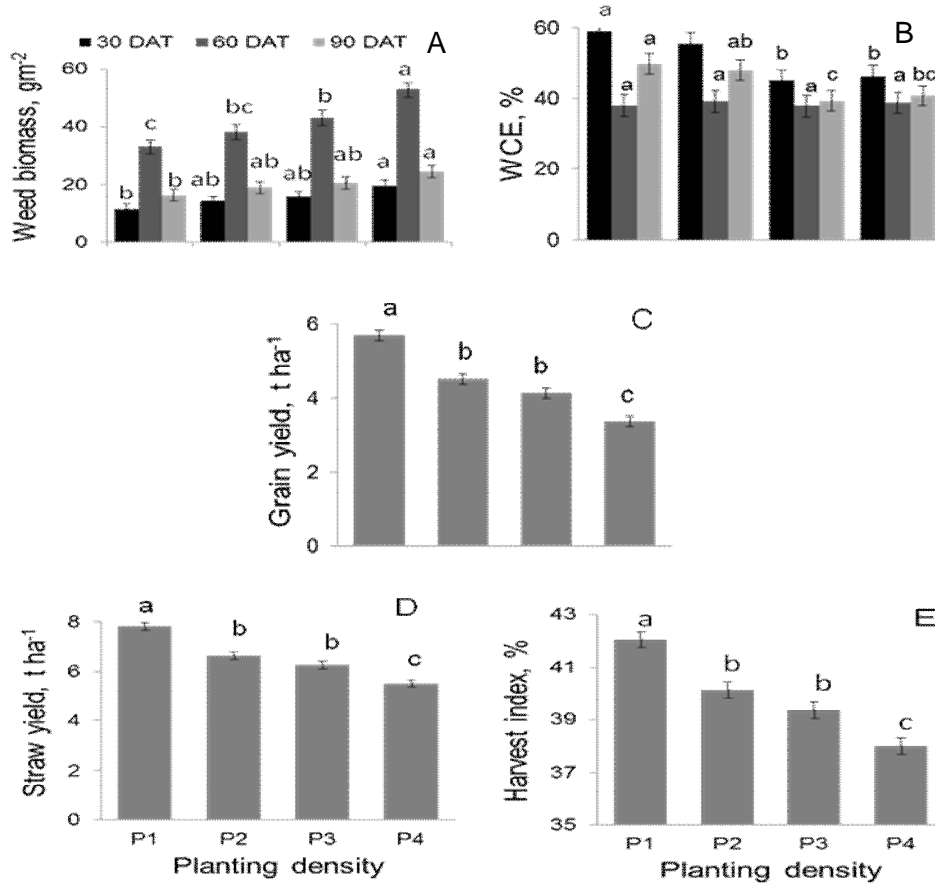 30 DAT 60 DAT 90 DAT
A
Weed biomass, gm-2
60
40
20
0
b c b
ab bc ab
ab b ab
a a a
B
WCE, %
60
40
20
0
a a a
a ab
b a c
b a bc
C
Grain yield, t ha-1
6
4
2
0
a b b c
D
Straw yield, t ha-1
8
6
4
2
0
a b b c
P1 P2 P3 P4
Planting density
E
Harvest index, %
43
41
39
37
35
a b b c
P1 P2 P3 P4
Planting density